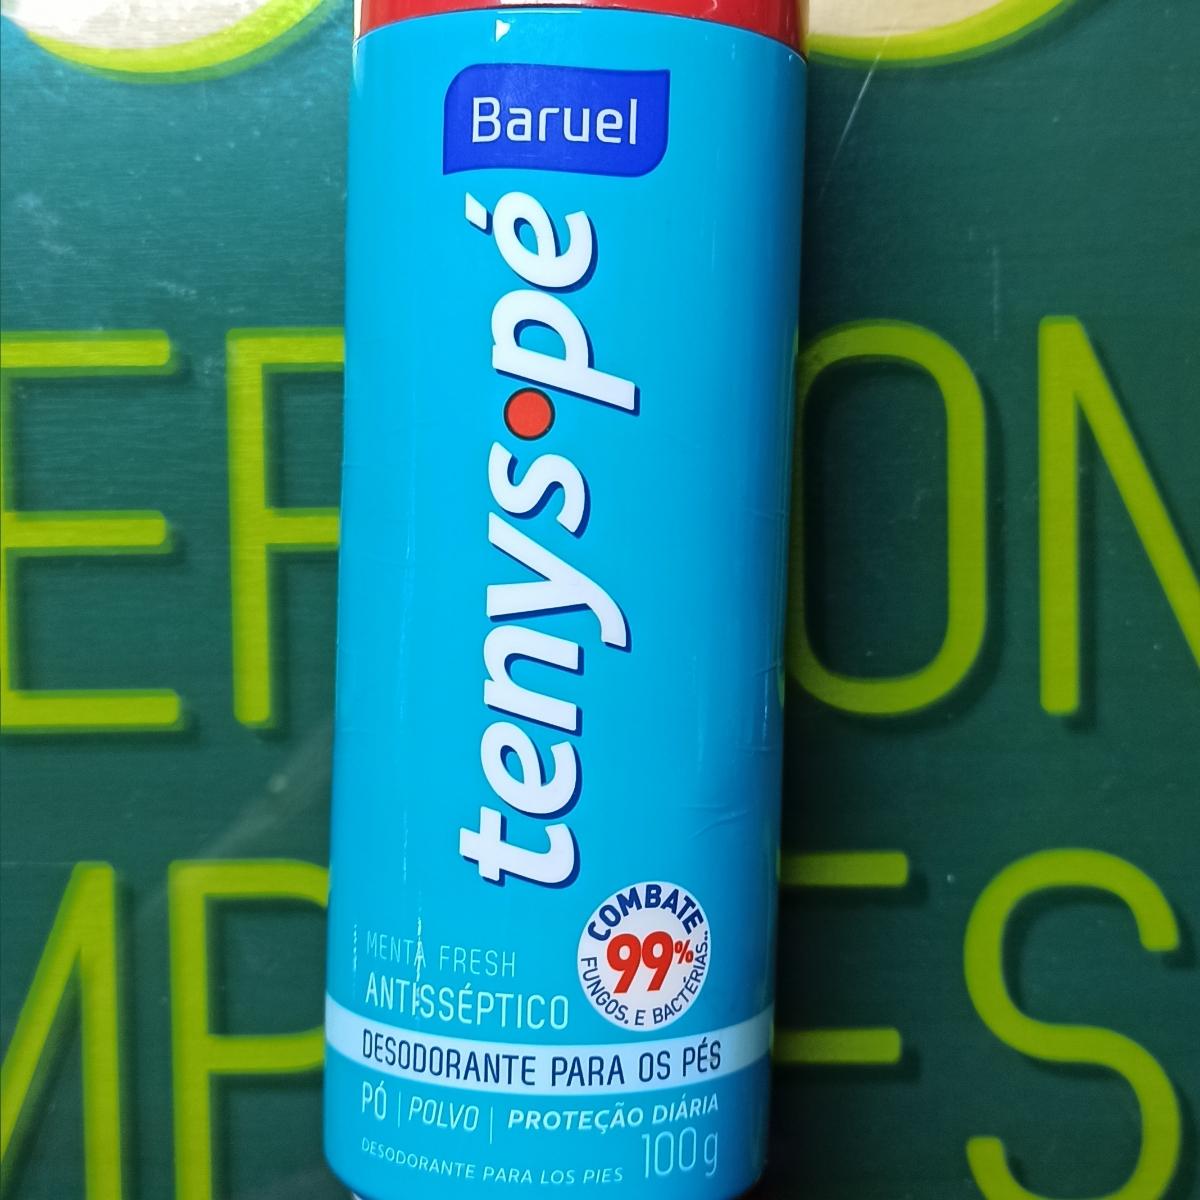 Baruel
tenys•pé
COMBATE
99%
FUNGOS. E BACTÉRIAS..
MENTA FRESH
ANTISSÉPTICO
DESODORANTE PARA OS PÉS
PÓ | POLVO | PROTEÇÃO DIÁRIA
DESODORANTE PARA LOS PIES 100g